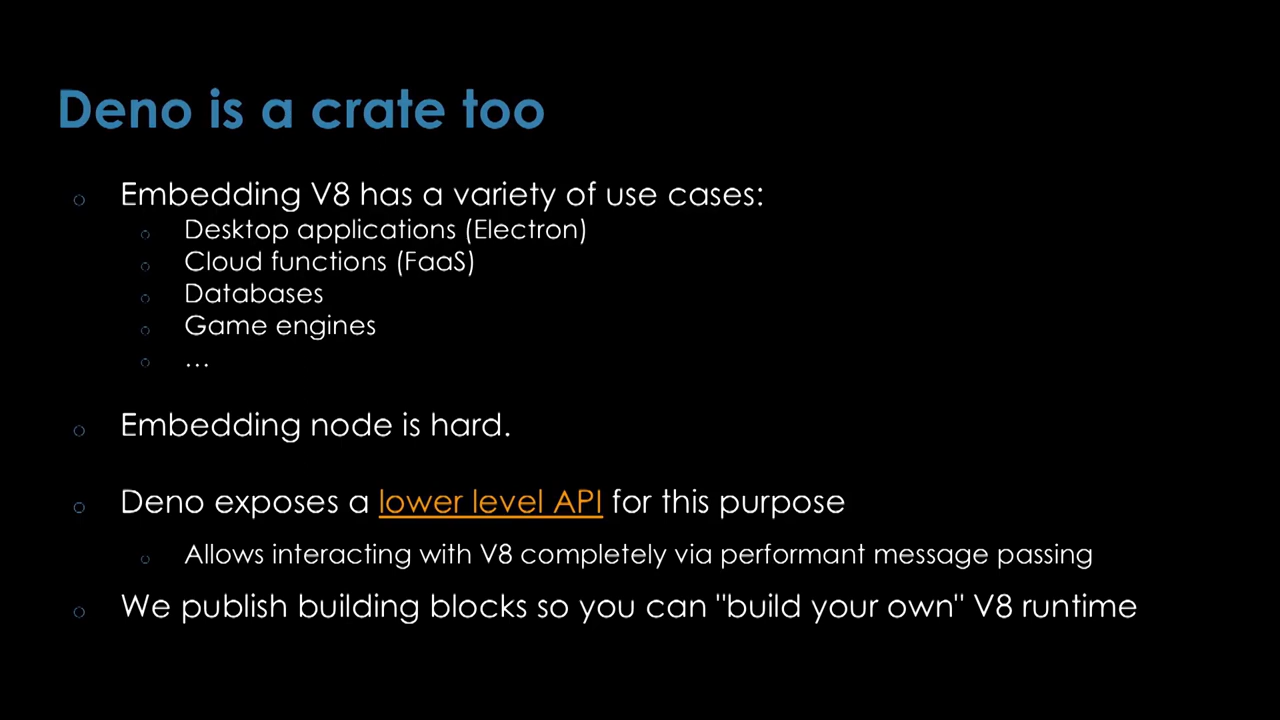 Deno is a crate too
Embedding V8 has a variety of use cases:
Desktop applications (Electron)
Cloud functions (FaaS)
Databases
Game engines
...
Embedding node is hard.
Deno exposes a lower level API for this purpose
Allows interacting with V8 completely via performant message passing
We publish building blocks so you can "build your own" V8 runtime